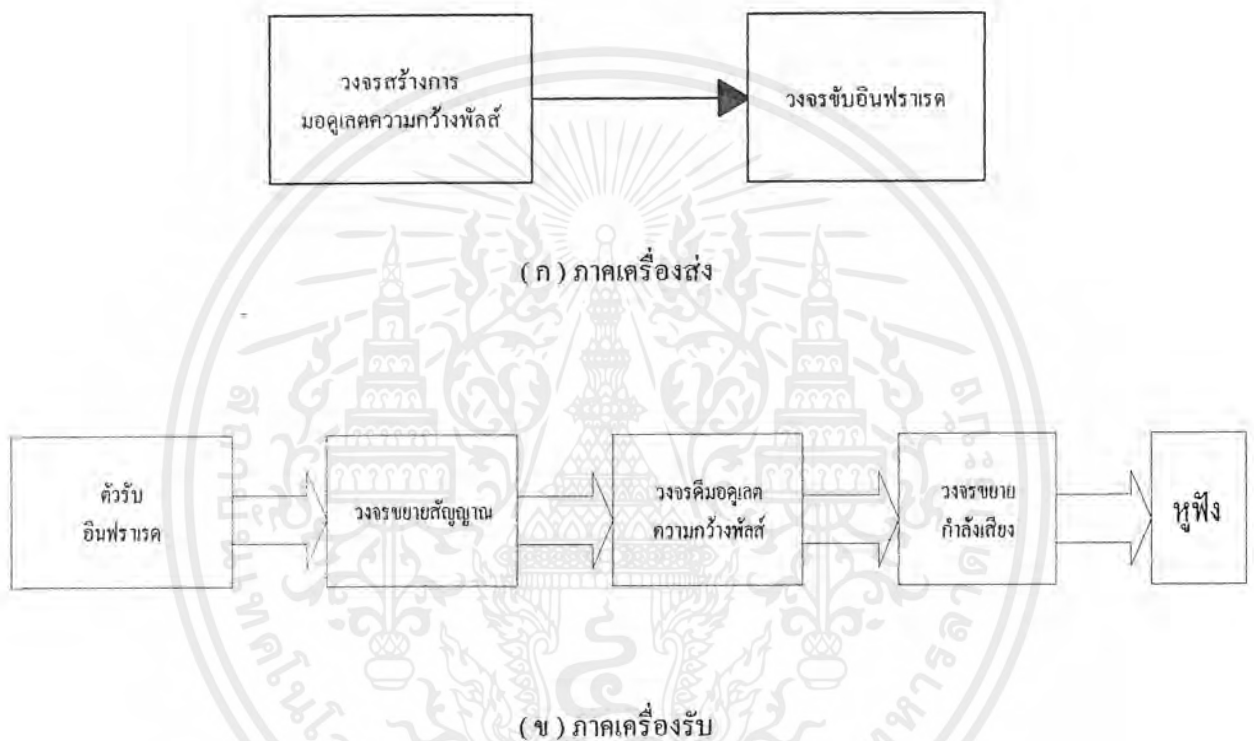 วงจรสร้างการ
มอดูเลตความกว้างพัลส์
วงจรขับอินฟราเรด
( ก ) ภาคเครื่องส่ง
ตัวรับ
อินฟราเรด
วงจรขยายสัญญาณ
วงจรดีมอดูเลต
ความกว้างพัลส์
วงจรขยาย
กำลังเสียง
หูฟัง
( ข ) ภาคเครื่องรับ